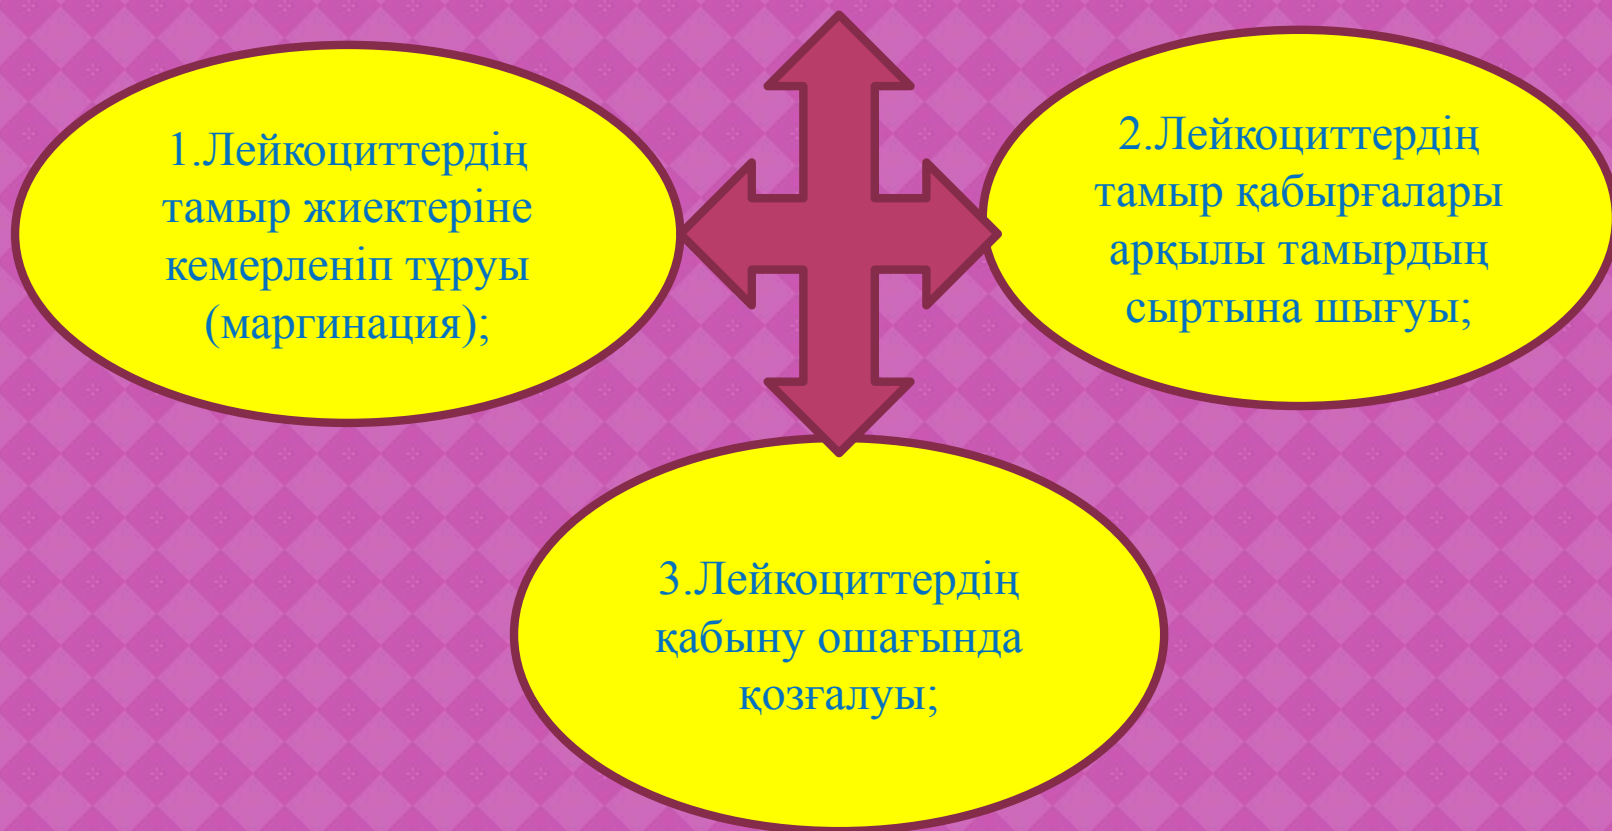 1.Лейкоциттердің
тамыр жиектеріне
кемерленіп тұруы
(маргинация);
2.Лейкоциттердің
тамыр қабырғалары
арқылы тамырдың
сыртына шығуы;
3.Лейкоциттердің
қабыну ошағында
қозғалуы;